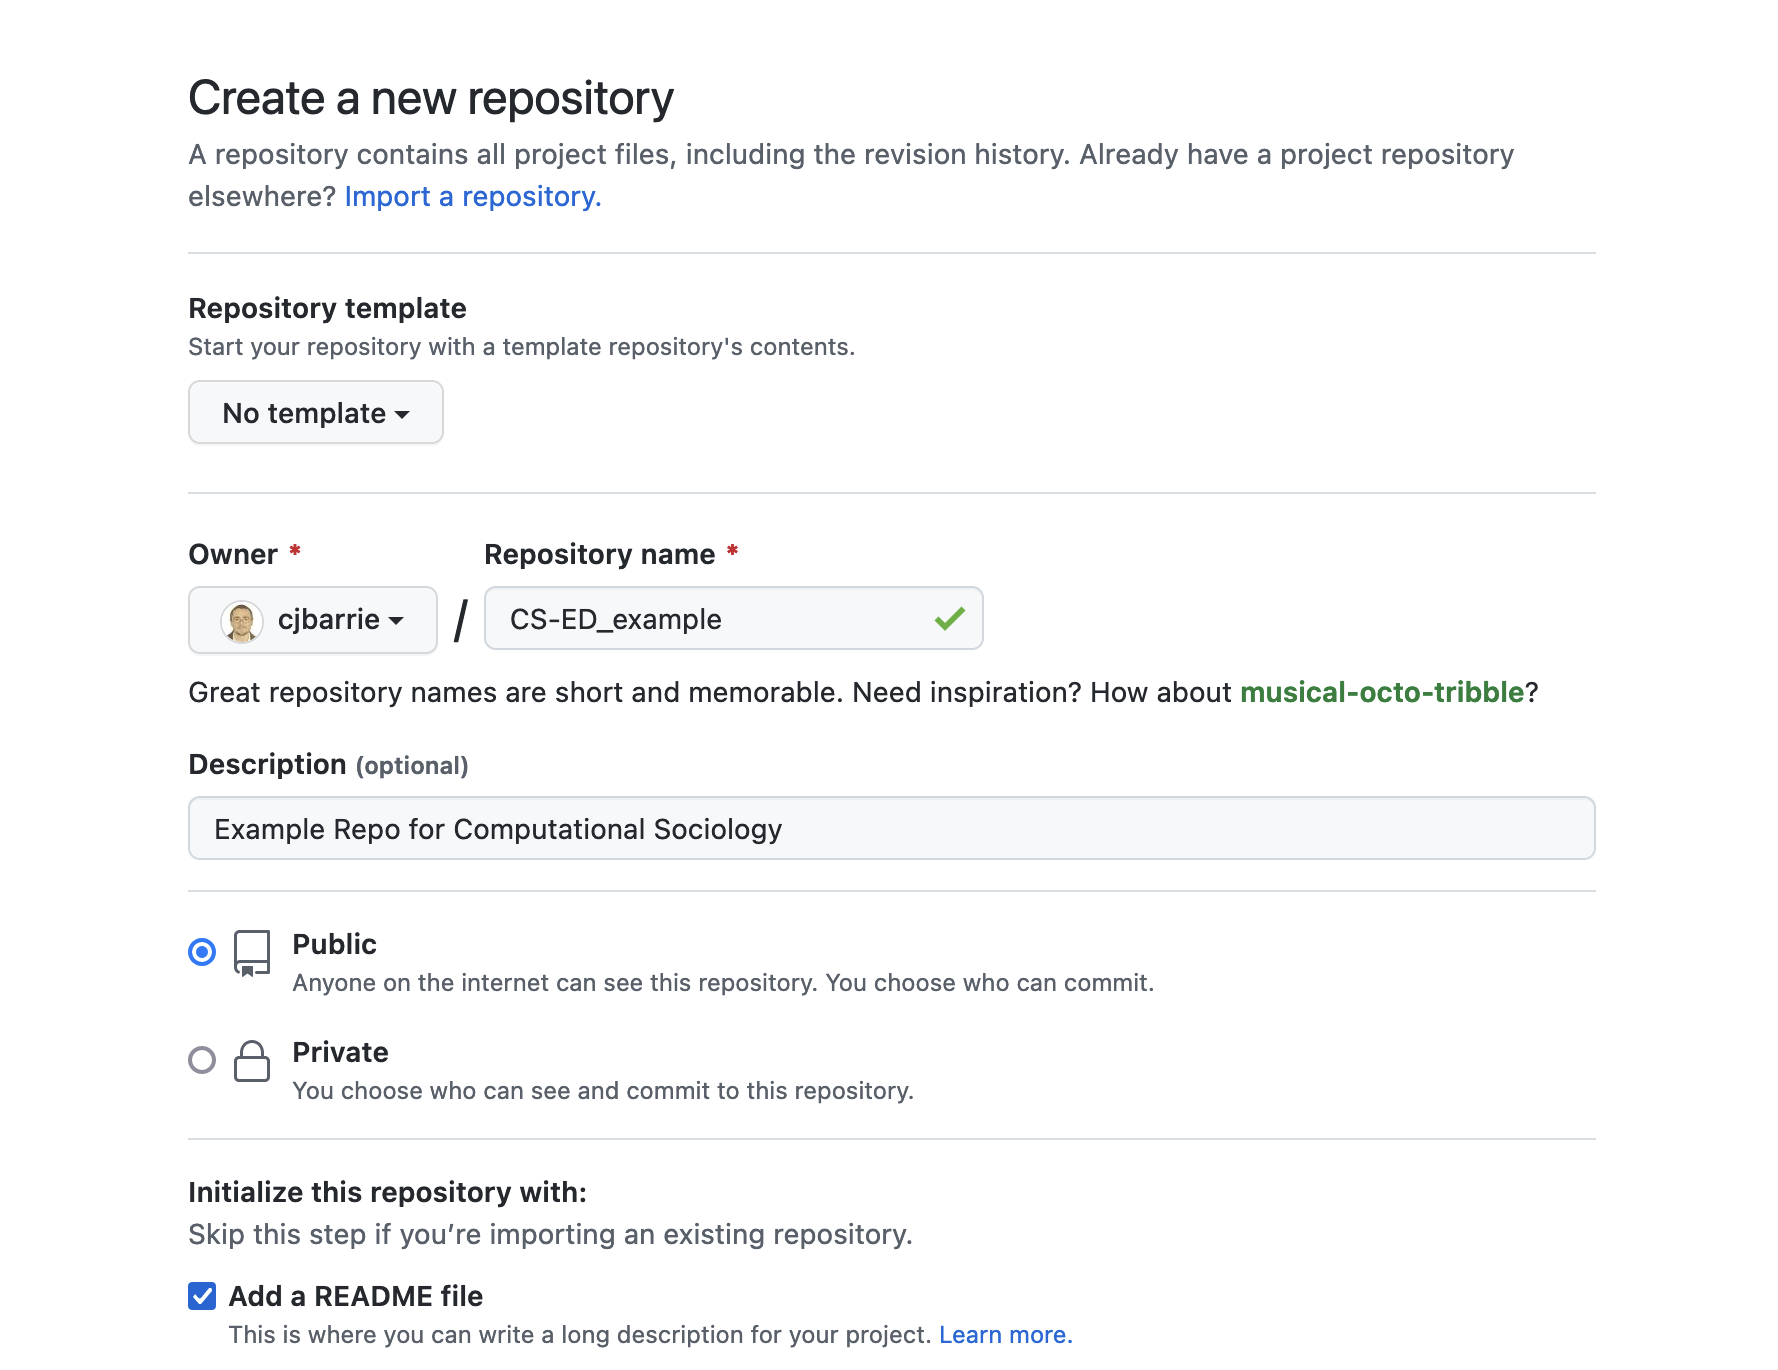 Create a new repository
A repository contains all project files, including the revision history. Already have a project repository
elsewhere? Import a repository.
Repository template
Start your repository with a template repository's contents.
No template
Owner * Repository name *
cjbarrie / CS-ED_example
Great repository names are short and memorable. Need inspiration? How about musical-octo-tribble?
Description (optional)
Example Repo for Computational Sociology
Public
Anyone on the internet can see this repository. You choose who can commit.
Private
You choose who can see and commit to this repository.
Initialize this repository with:
Skip this step if you’re importing an existing repository.
Add a README file
This is where you can write a long description for your project. Learn more.